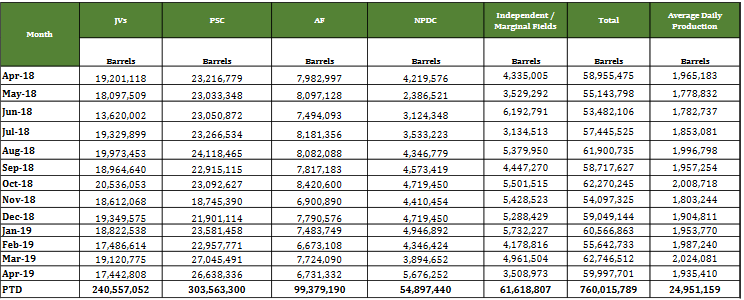 Month JVs PSC AF NPDC Independent / Marginal Fields Total Average Daily Production
Barrels Barrels Barrels Barrels Barrels Barrels Barrels
Apr-18 19,201,118 23,216,779 7,982,997 4,219,576 4,335,005 58,955,475 1,965,183
May-18 18,097,509 23,033,348 8,097,128 2,386,521 3,529,292 55,143,798 1,778,832
Jun-18 13,620,002 23,050,872 7,494,093 3,124,348 6,192,791 53,482,106 1,782,737
Jul-18 19,329,899 23,266,534 8,181,356 3,533,223 3,134,513 57,445,525 1,853,081
Aug-18 19,973,453 24,118,465 8,082,088 4,346,779 5,379,950 61,900,735 1,996,798
Sep-18 18,964,640 22,915,115 7,817,183 4,573,419 4,447,270 58,717,627 1,957,254
Oct-18 20,536,053 23,092,627 8,420,600 4,719,450 5,501,515 62,270,245 2,008,718
Nov-18 18,612,068 18,745,390 6,900,890 4,410,454 5,428,523 54,097,325 1,803,244
Dec-18 19,349,575 21,901,114 7,790,576 4,719,450 5,288,429 59,049,144 1,904,811
Jan-19 18,822,538 23,581,458 7,483,749 4,946,892 5,732,227 60,566,863 1,953,770
Feb-19 17,486,614 22,957,771 6,673,108 4,346,424 4,178,816 55,642,733 1,987,240
Mar-19 19,120,775 27,045,491 7,724,090 3,894,652 4,961,504 62,746,512 2,024,081
Apr-19 17,442,808 26,638,336 6,731,332 5,676,252 3,508,973 59,997,701 1,935,410
PTD 240,557,052 303,563,300 99,379,190 54,897,440 61,618,807 760,015,789 24,951,159